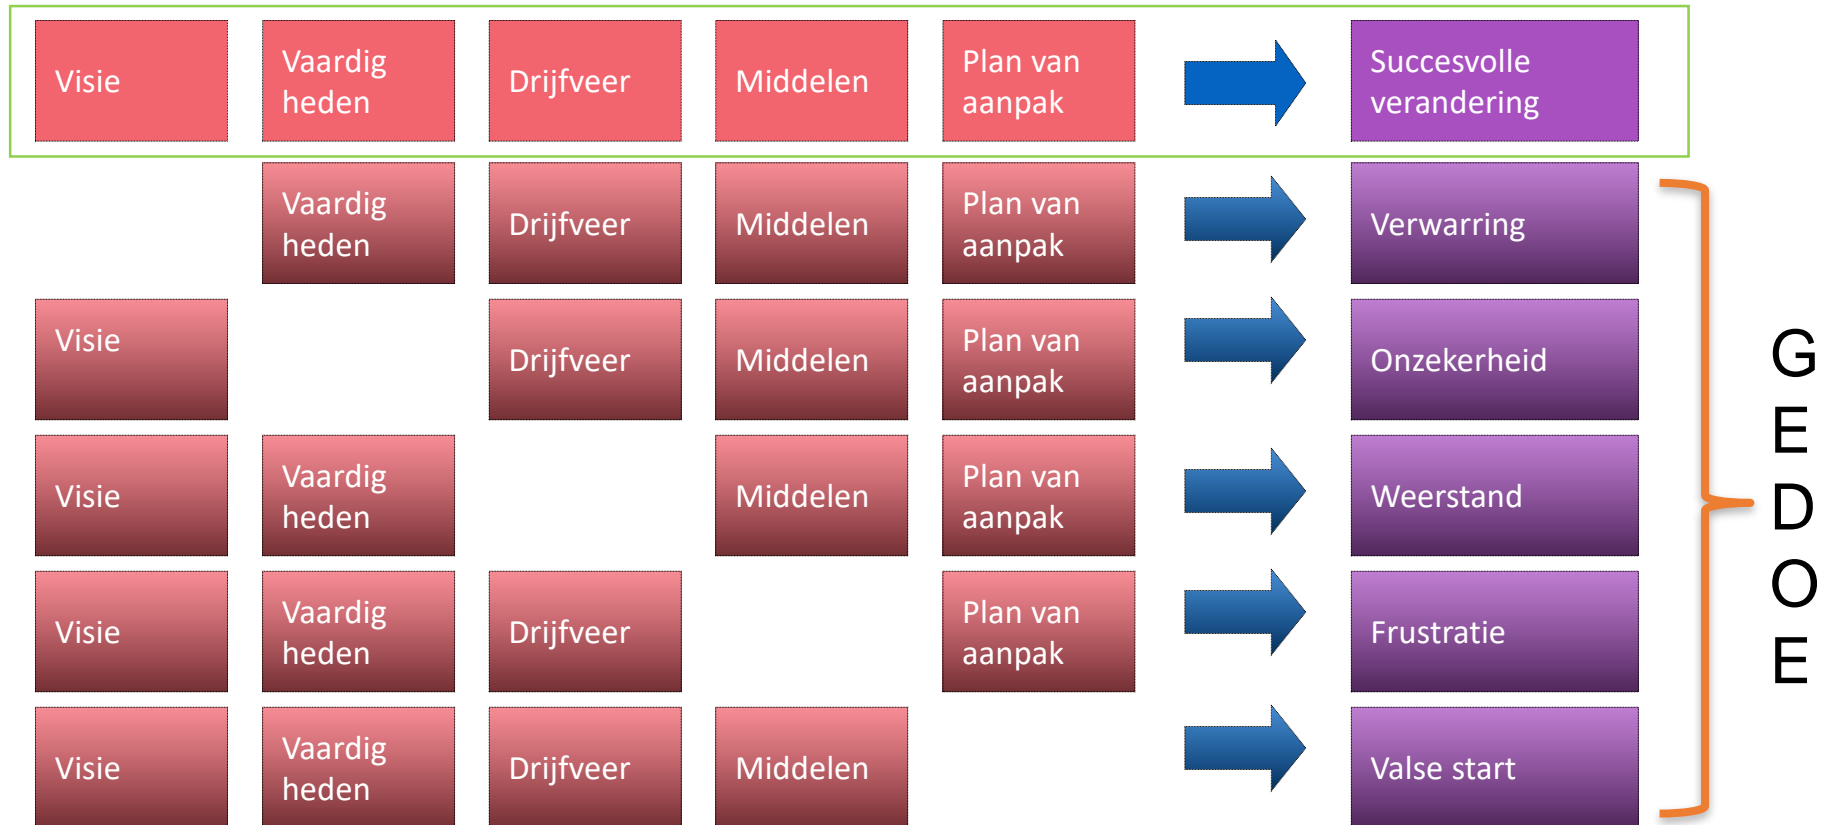 Visie
Vaardig
heden
Drijfveer
Middelen
Plan van
aanpak
Succesvolle
verandering
Vaardig
heden
Drijfveer
Middelen
Plan van
aanpak
Verwarring
Visie
Drijfveer
Middelen
Plan van
aanpak
Onzekerheid
Visie
Vaardig
heden
Middelen
Plan van
aanpak
Weerstand
Visie
Vaardig
heden
Drijfveer
Plan van
aanpak
Frustratie
Visie
Vaardig
heden
Drijfveer
Middelen
Valse start
G
E
D
O
E